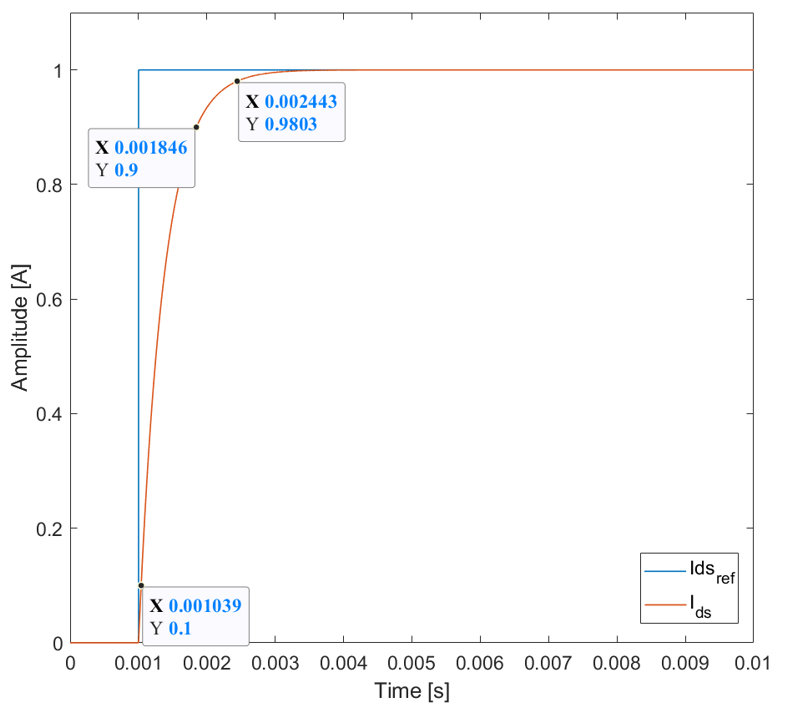 1
X 0.002443
Y 0.9803
X 0.001846
Y 0.9
0.8
Amplitude [A]
0.6
0.4
0.2
Ids_ref
I_ds
X 0.001039
Y 0.1
0
0 0.001 0.002 0.003 0.004 0.005 0.006 0.007 0.008 0.009 0.01
Time [s]